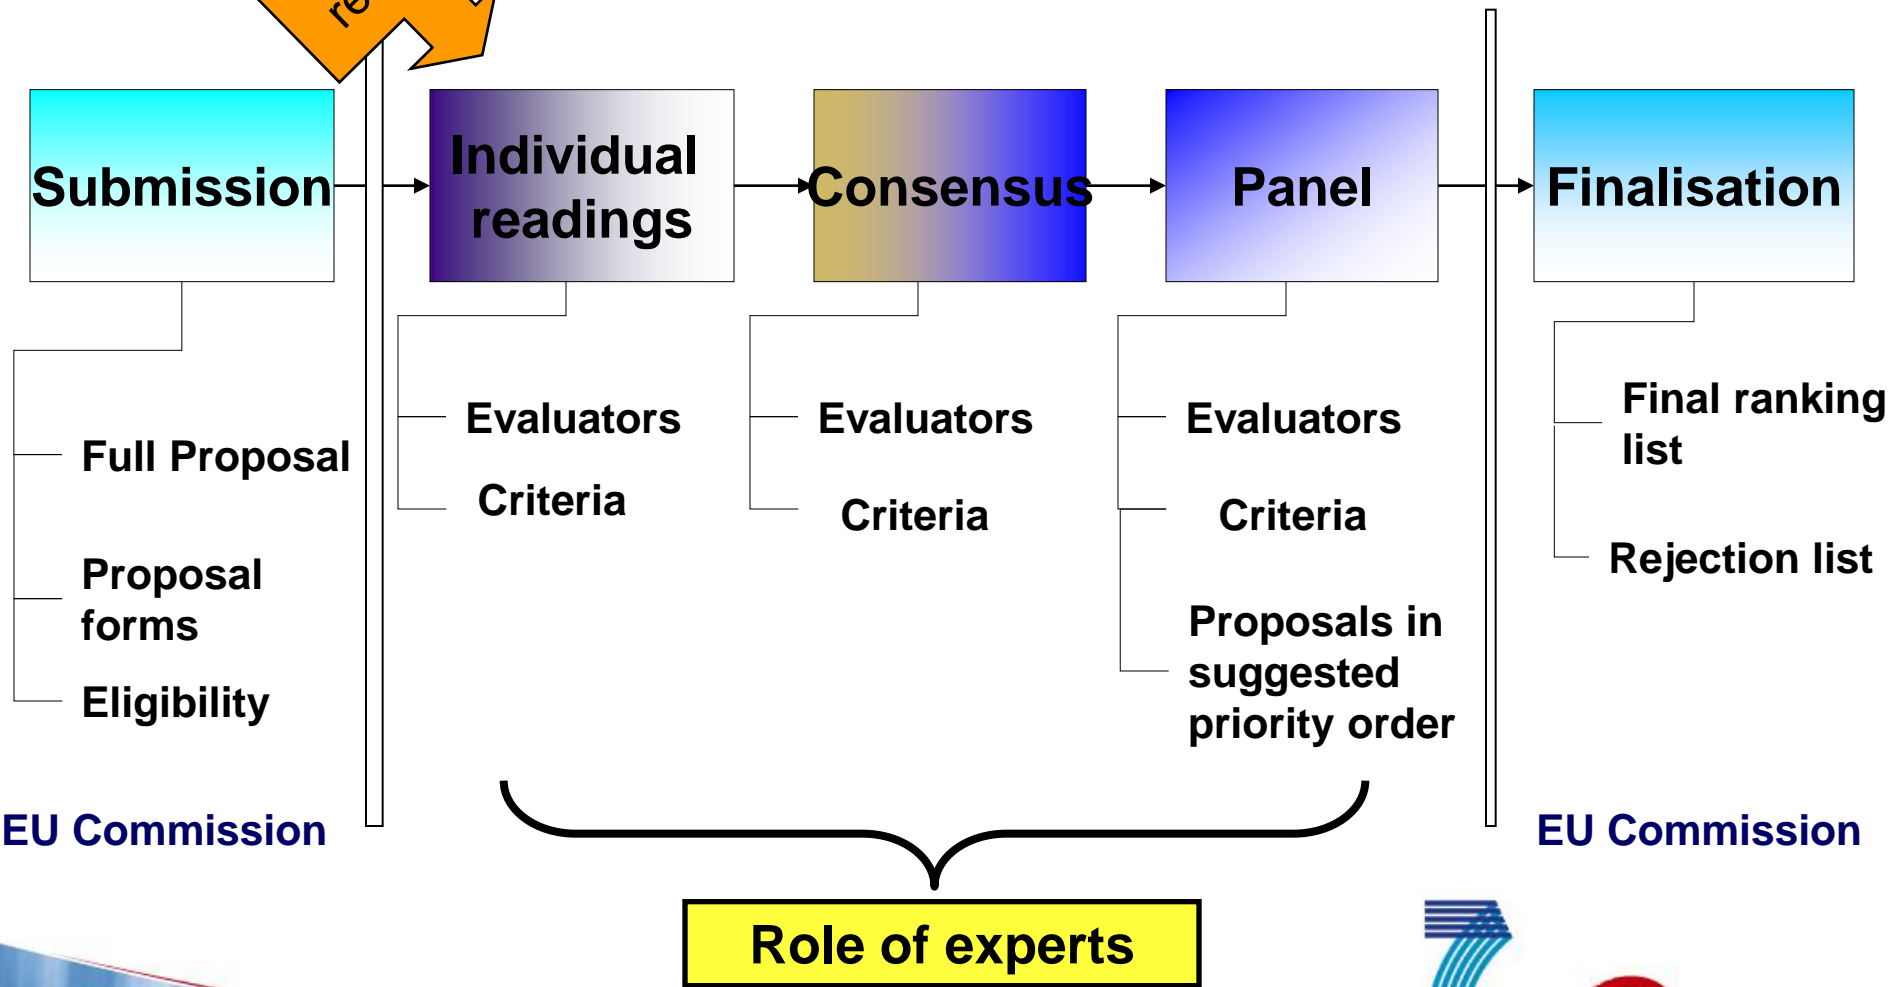 Submission
Individual
readings
Consensus
Panel
Finalisation
Full Proposal
Proposal
forms
Eligibility
Evaluators
Criteria
Evaluators
Criteria
Evaluators
Criteria
Proposals in
suggested
priority order
Final ranking
list
Rejection list
EU Commission
EU Commission
Role of experts